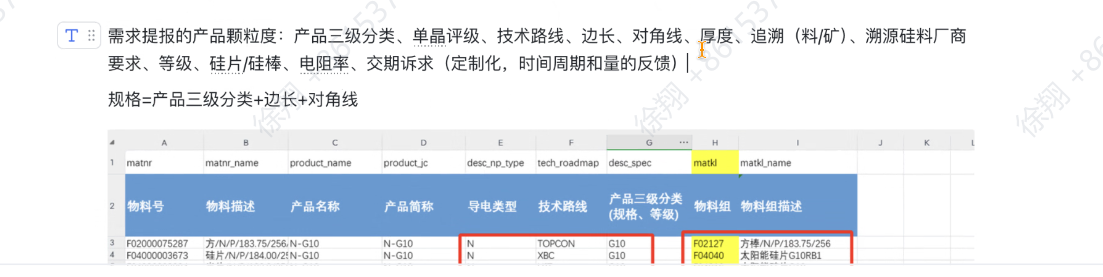 需求提报的产品颗粒度：产品三级分类、单晶评级、技术路线、边长、对角线、厚度、追溯（料/矿）、溯源硅料厂商
要求、等级、硅片/硅棒、电阻率、交期诉求（定制化，时间周期和量的反馈）
规格=产品三级分类+边长+对角线
A B C D E F G H I J K L
1 matnr matnr_name product_name product_jc desc_np_type tech_roadmap desc_spec matkl matkl_name
2 物料号 物料描述 产品名称 产品简称 导电类型 技术路线 产品三级分类(规格、等级) 物料组 物料组描述
3 F02000075287 方/N/P/183.75/256 N-G10 N-G10 N TOPCON G10 F02127 方棒/N/P/183.75/256
4 F04000003673 硅片/N/P/184.00/25 N-G10 N-G10 N XBC G10 F04040 太阳能硅片G10RB1